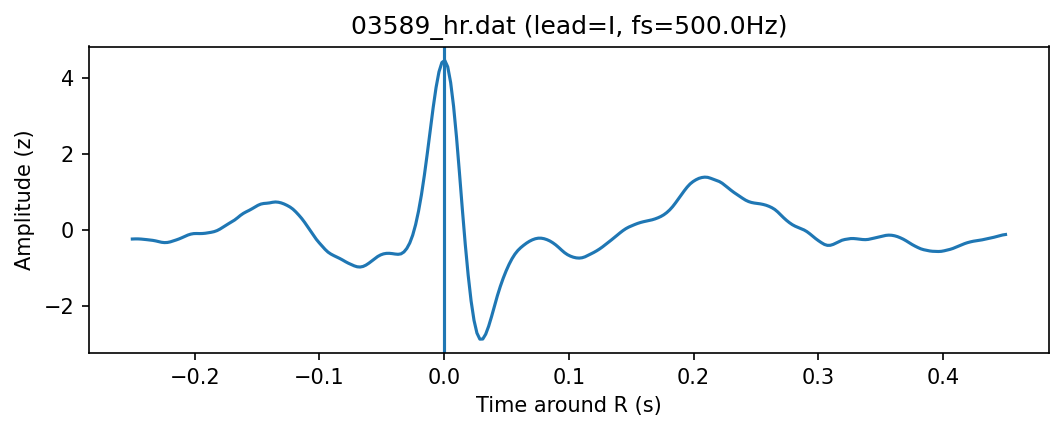 03589_hr.dat (lead=I, fs=500.0Hz)
Amplitude (z)
4
2
0
−2
−0.2 −0.1 0.0 0.1 0.2 0.3 0.4
Time around R (s)